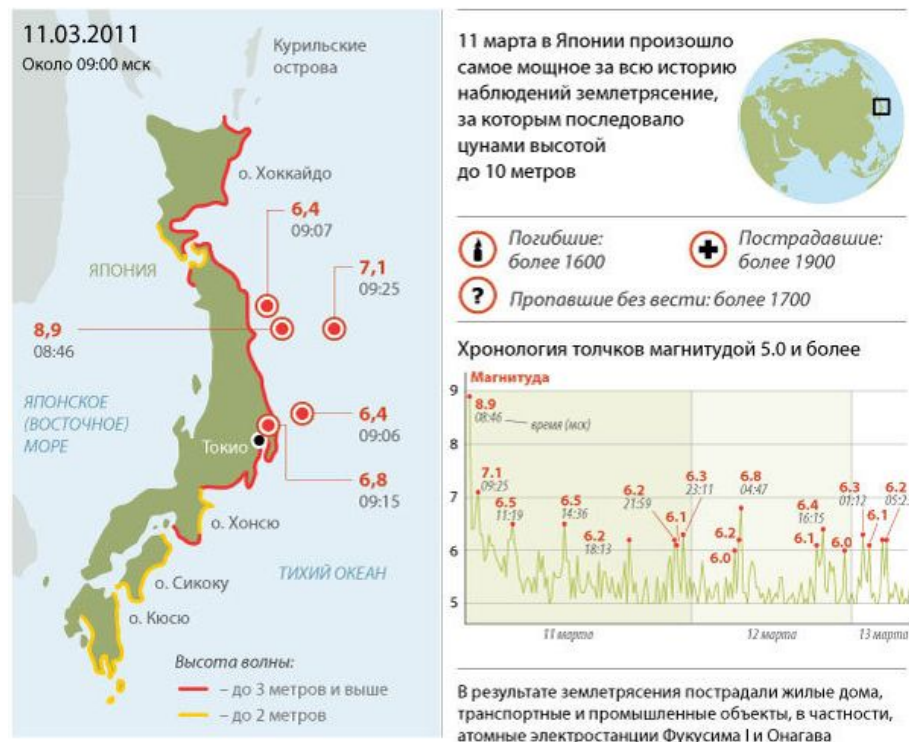 11.03.2011
Около 09:00 мск
Курильские
острова
о. Хоккайдо
6,4
09:07
ЯПОНИЯ
7,1
09:25
8,9
08:46
ЯПОНСКОЕ
(ВОСТОЧНОЕ)
МОРЕ
6,4
09:06
Токио
6,8
09:15
о. Хонсю
ТИХИЙ ОКЕАН
о. Сикоку
о. Кюсю
Высота волны:
– до 3 метров и выше
– до 2 метров
11 марта в Японии произошло
самое мощное за всю историю
наблюдений землетрясение,
за которым последовало
цунами высотой
до 10 метров
Погибшие:
более 1600
Пострадавшие:
более 1900
? Пропавшие без вести: более 1700
Хронология толчков магнитудой 5.0 и более
Магнитуда
9
8
7
6
5
8.9
08:46
время (мск)
7.1
09:25
6.5
11:19
6.5
14:36
6.2
18:13
6.2
21:59
6.1
6.3
23:11
6.0
6.2
6.8
04:47
6.1
6.4
16:15
6.0
6.3
01:12
6.1
6.2
11 марта
12 марта
13 марта
В результате землетрясения пострадали жилые дома,
транспортные и промышленные объекты, в частности,
атомные электростанции Фукусима I и Онагава